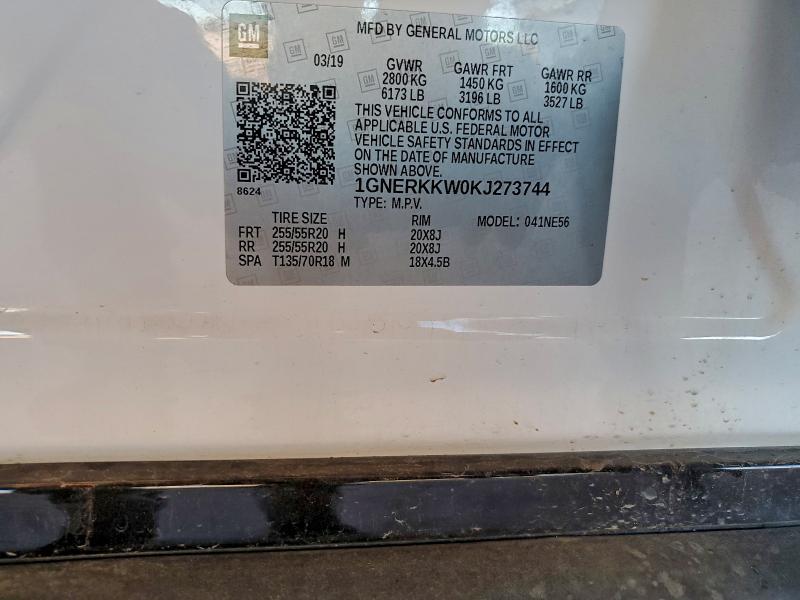 GM
MFD BY GENERAL MOTORS LLC
03/19
GVWR GAWR FRT GAWR RR
2800 KG 1450 KG 1600 KG
6173 LB 3196 LB 3527 LB
THIS VEHICLE CONFORMS TO ALL
APPLICABLE U.S. FEDERAL MOTOR
VEHICLE SAFETY STANDARDS IN EFFECT
ON THE DATE OF MANUFACTURE
SHOWN ABOVE.
8624
1GNERKKW0KJ273744
TYPE: M.P.V.
TIRE SIZE RIM MODEL: 041NE56
FRT 255/55R20 H 20X8J
RR 255/55R20 H 20X8J
SPA T135/70R18 M 18X4.5B